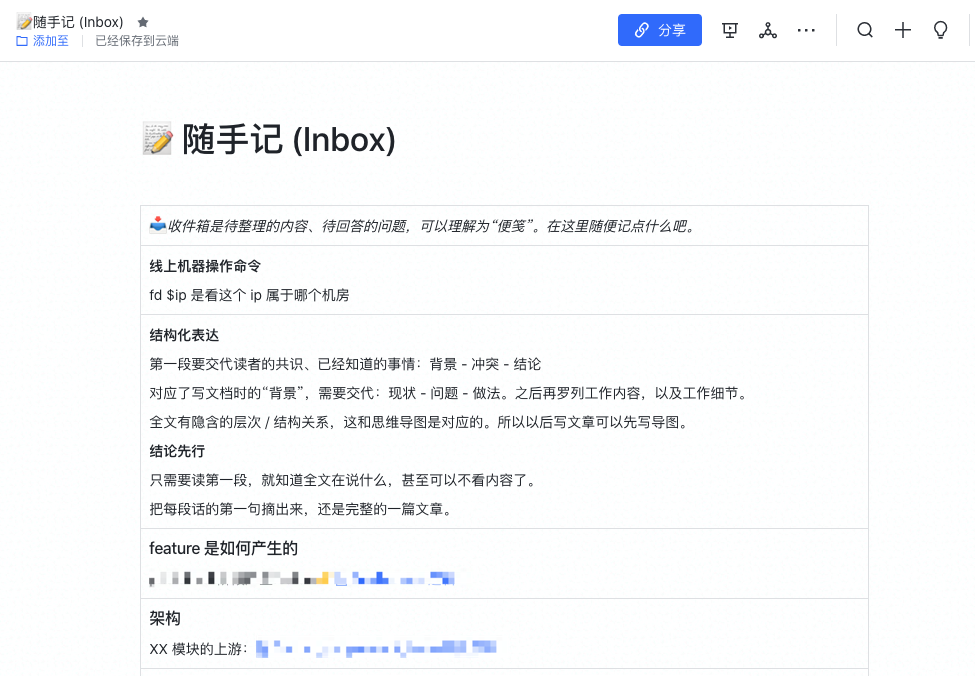 随手记 (Inbox)
添加至
已经保存到云端
分享
随手记 (Inbox)
收件箱是待整理的内容、待回答的问题，可以理解为“便笺”。在这里随便记点什么吧。
线上机器操作命令
fd $ip 是看这个 ip 属于哪个机房
结构化表达
第一段要交代读者的共识、已经知道的事情：背景 - 冲突 - 结论
对应了写文档时的“背景”，需要交代：现状 - 问题 - 做法。之后再罗列工作内容，以及工作细节。
全文有隐含的层次 / 结构关系，这和思维导图是对应的。所以以后写文章可以先写导图。
结论先行
只需要读第一段，就知道全文在说什么，甚至可以不看内容了。
把每段话的第一句摘出来，还是完整的一篇文章。
feature 是如何产生的
架构
XX 模块的上游：